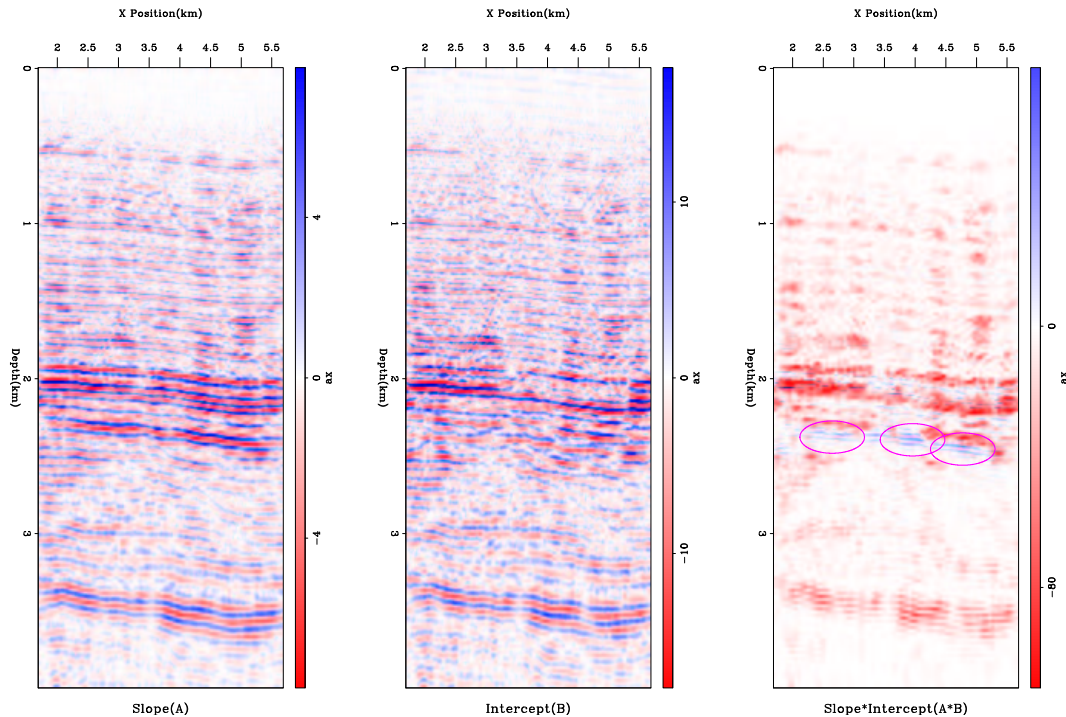 X Position(km)
2 2.5 3 3.5 4 4.5 5 5.5
0
1
2
3
Depth(km)
4
0
-4
ax
Slope(A)
X Position(km)
2 2.5 3 3.5 4 4.5 5 5.5
0
1
2
3
Depth(km)
10
0
-10
ax
Intercept(B)
X Position(km)
2 2.5 3 3.5 4 4.5 5 5.5
0
1
2
3
Depth(km)
0
-80
ax
Slope*Intercept(A*B)